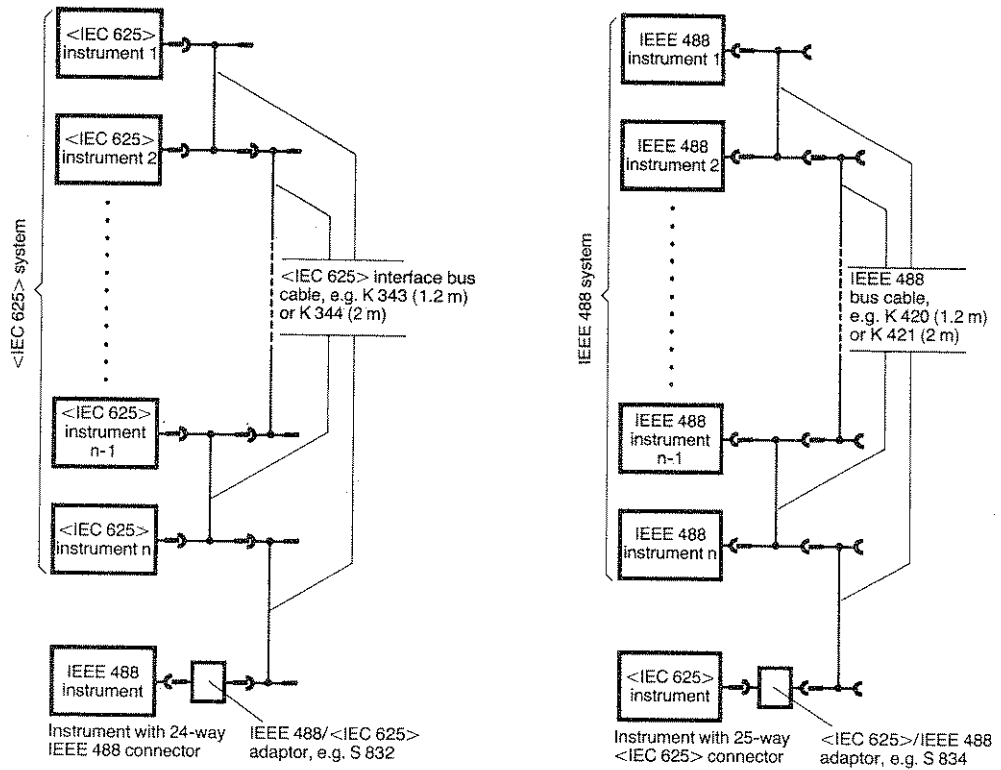 <IEC 625> system
<IEC 625>
instrument 1
<IEC 625>
instrument 2
<IEC 625> interface bus
cable, e.g. K 343 (1.2 m)
or K 344 (2 m)
<IEC 625>
instrument
n-1
<IEC 625>
instrument n
IEEE 488
instrument
Instrument with 24-way
IEEE 488 connector
IEEE 488/<IEC 625>
adaptor, e.g. S 832
IEEE 488 system
IEEE 488
instrument 1
IEEE 488
instrument 2
IEEE 488
bus cable,
e.g. K 420 (1.2 m)
or K 421 (2 m)
IEEE 488
instrument
n-1
IEEE 488
instrument n
<IEC 625>
instrument
Instrument with 25-way
<IEC 625> connector
<IEC 625>/IEEE 488
adaptor, e.g. S 834